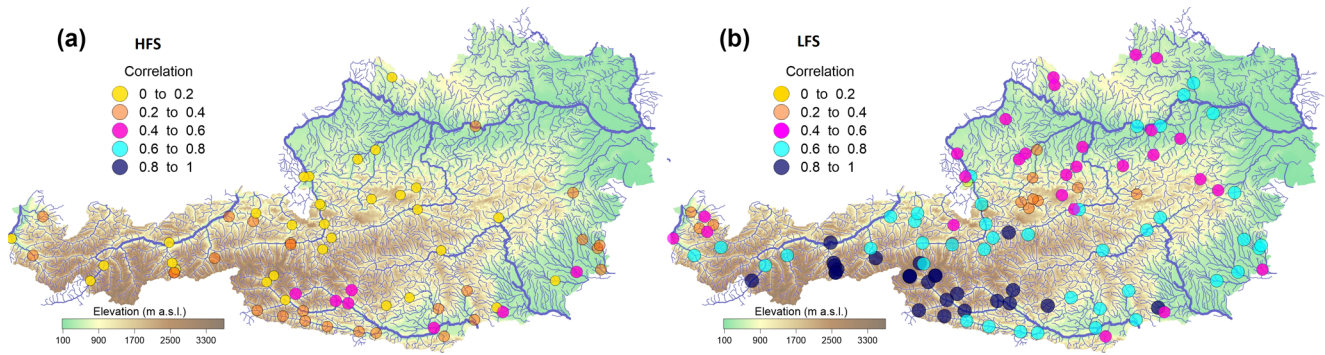 (a) HFS
Correlation
0 to 0.2
0.2 to 0.4
0.4 to 0.6
0.6 to 0.8
0.8 to 1
Elevation (m a.s.l.)
100 900 1700 2500 3300
(b) LFS
Correlation
0 to 0.2
0.2 to 0.4
0.4 to 0.6
0.6 to 0.8
0.8 to 1
Elevation (m a.s.l.)
100 900 1700 2500 3300